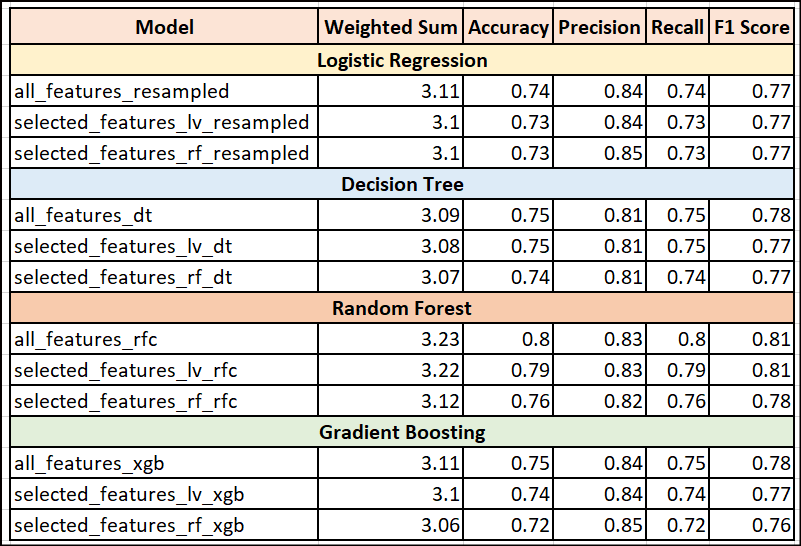 Model Weighted Sum Accuracy Precision Recall F1 Score
Logistic Regression
all_features_resampled 3.11 0.74 0.84 0.74 0.77
selected_features_lv_resampled 3.1 0.73 0.84 0.73 0.77
selected_features_rf_resampled 3.1 0.73 0.85 0.73 0.77
Decision Tree
all_features_dt 3.09 0.75 0.81 0.75 0.78
selected_features_lv_dt 3.08 0.75 0.81 0.75 0.77
selected_features_rf_dt 3.07 0.74 0.81 0.74 0.77
Random Forest
all_features_rfc 3.23 0.8 0.83 0.8 0.81
selected_features_lv_rfc 3.22 0.79 0.83 0.79 0.81
selected_features_rf_rfc 3.12 0.76 0.82 0.76 0.78
Gradient Boosting
all_features_xgb 3.11 0.75 0.84 0.75 0.78
selected_features_lv_xgb 3.1 0.74 0.84 0.74 0.77
selected_features_rf_xgb 3.06 0.72 0.85 0.72 0.76